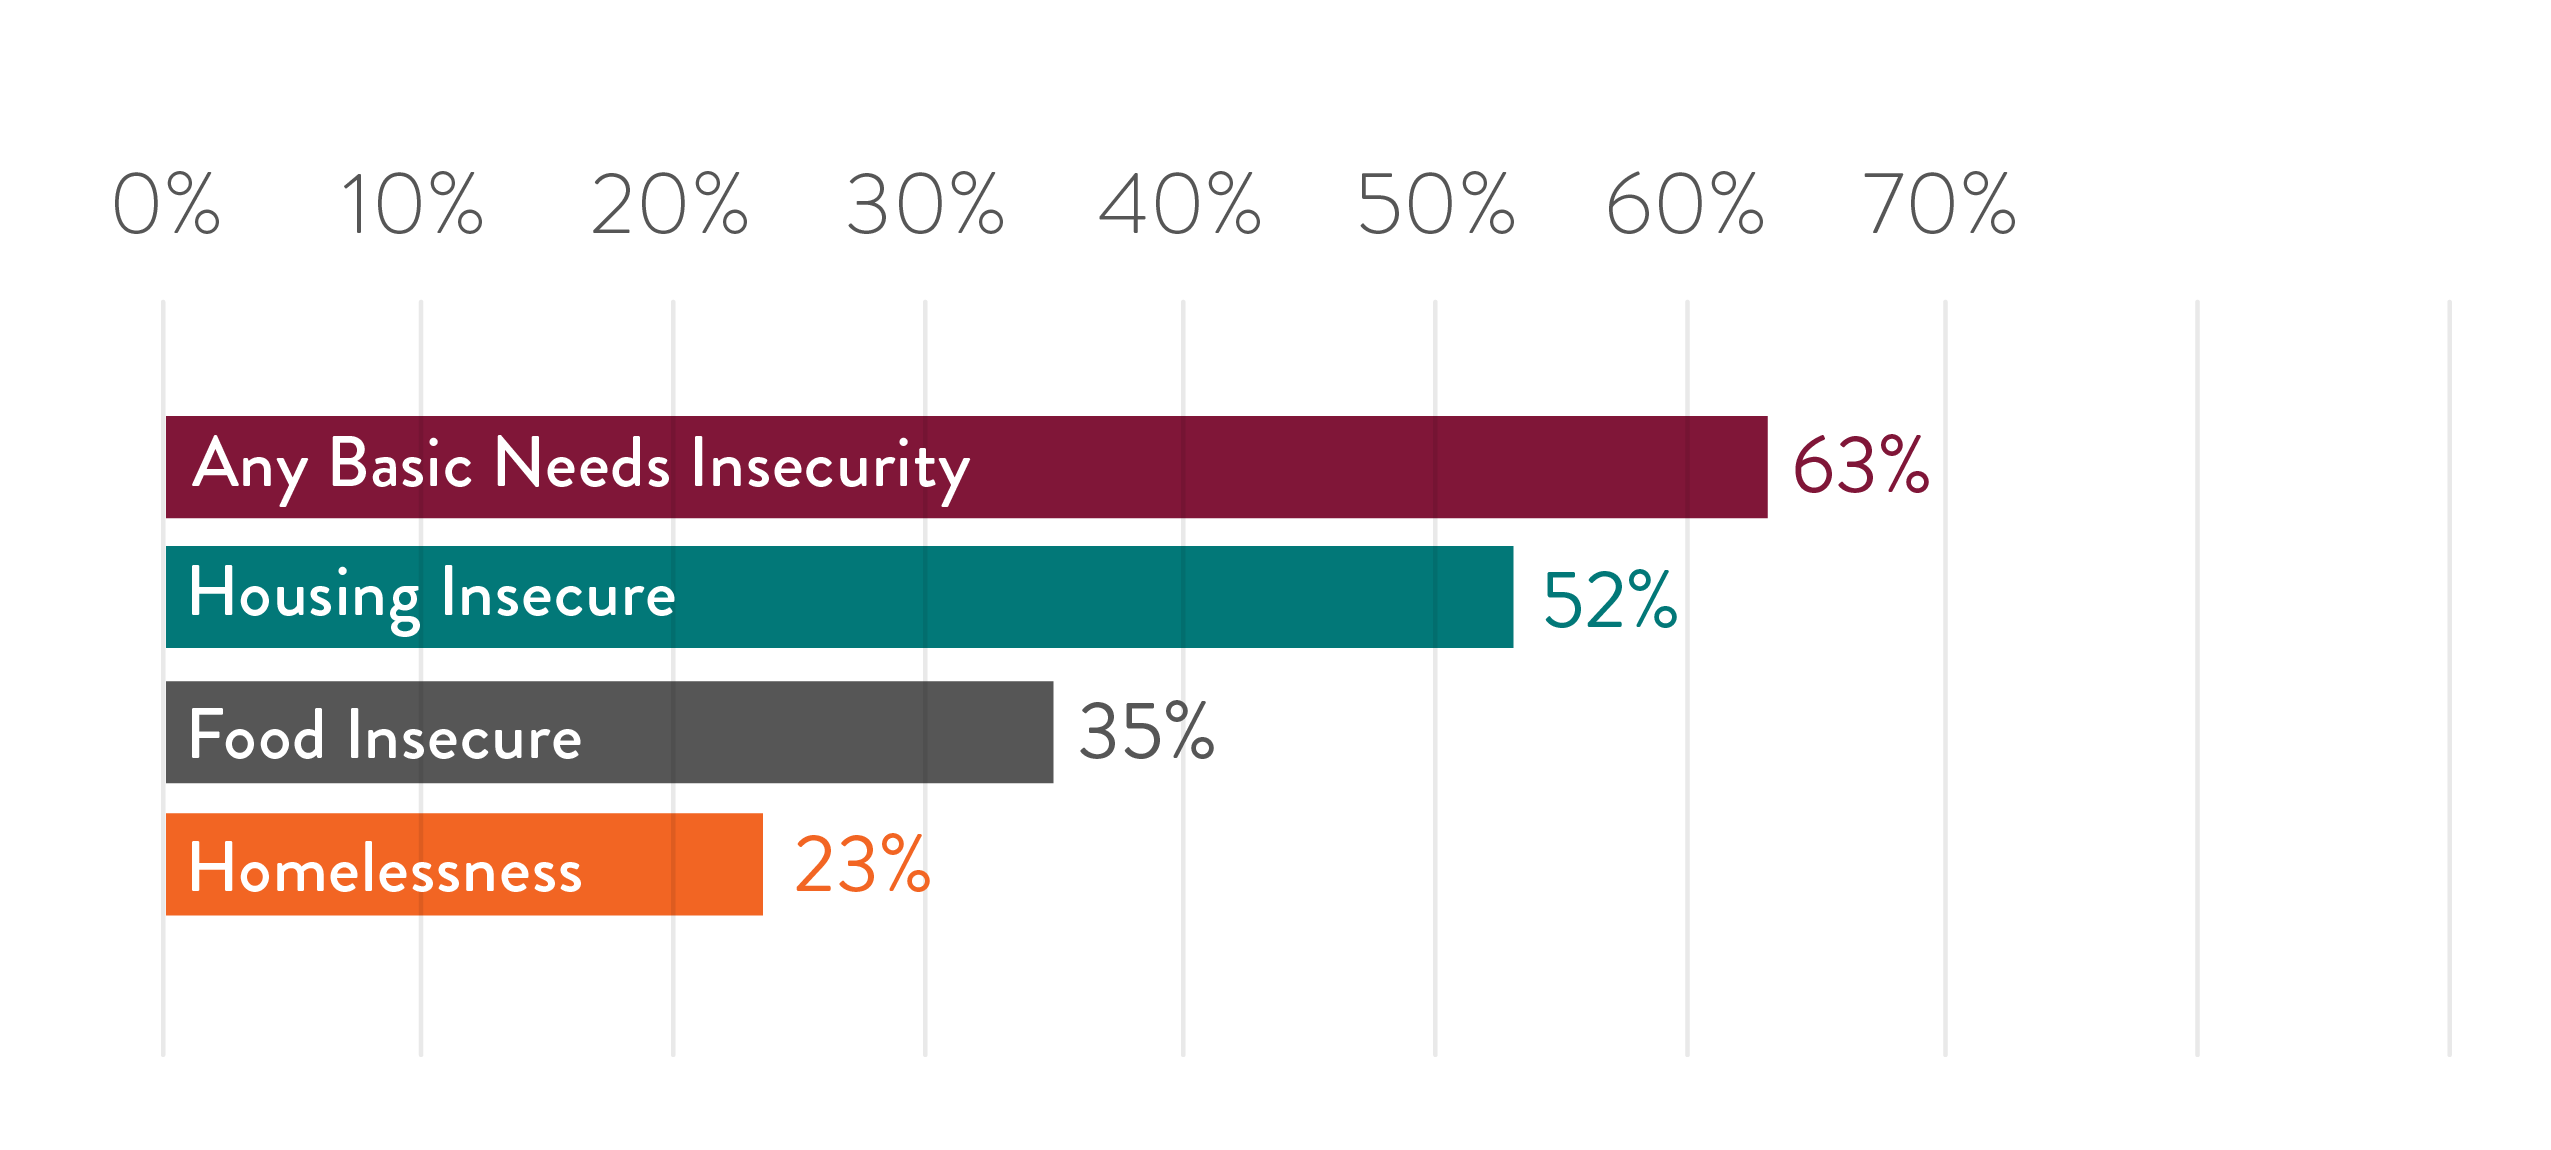 0% 10% 20% 30% 40% 50% 60% 70%
Any Basic Needs Insecurity 63%
Housing Insecure 52%
Food Insecure 35%
Homelessness 23%